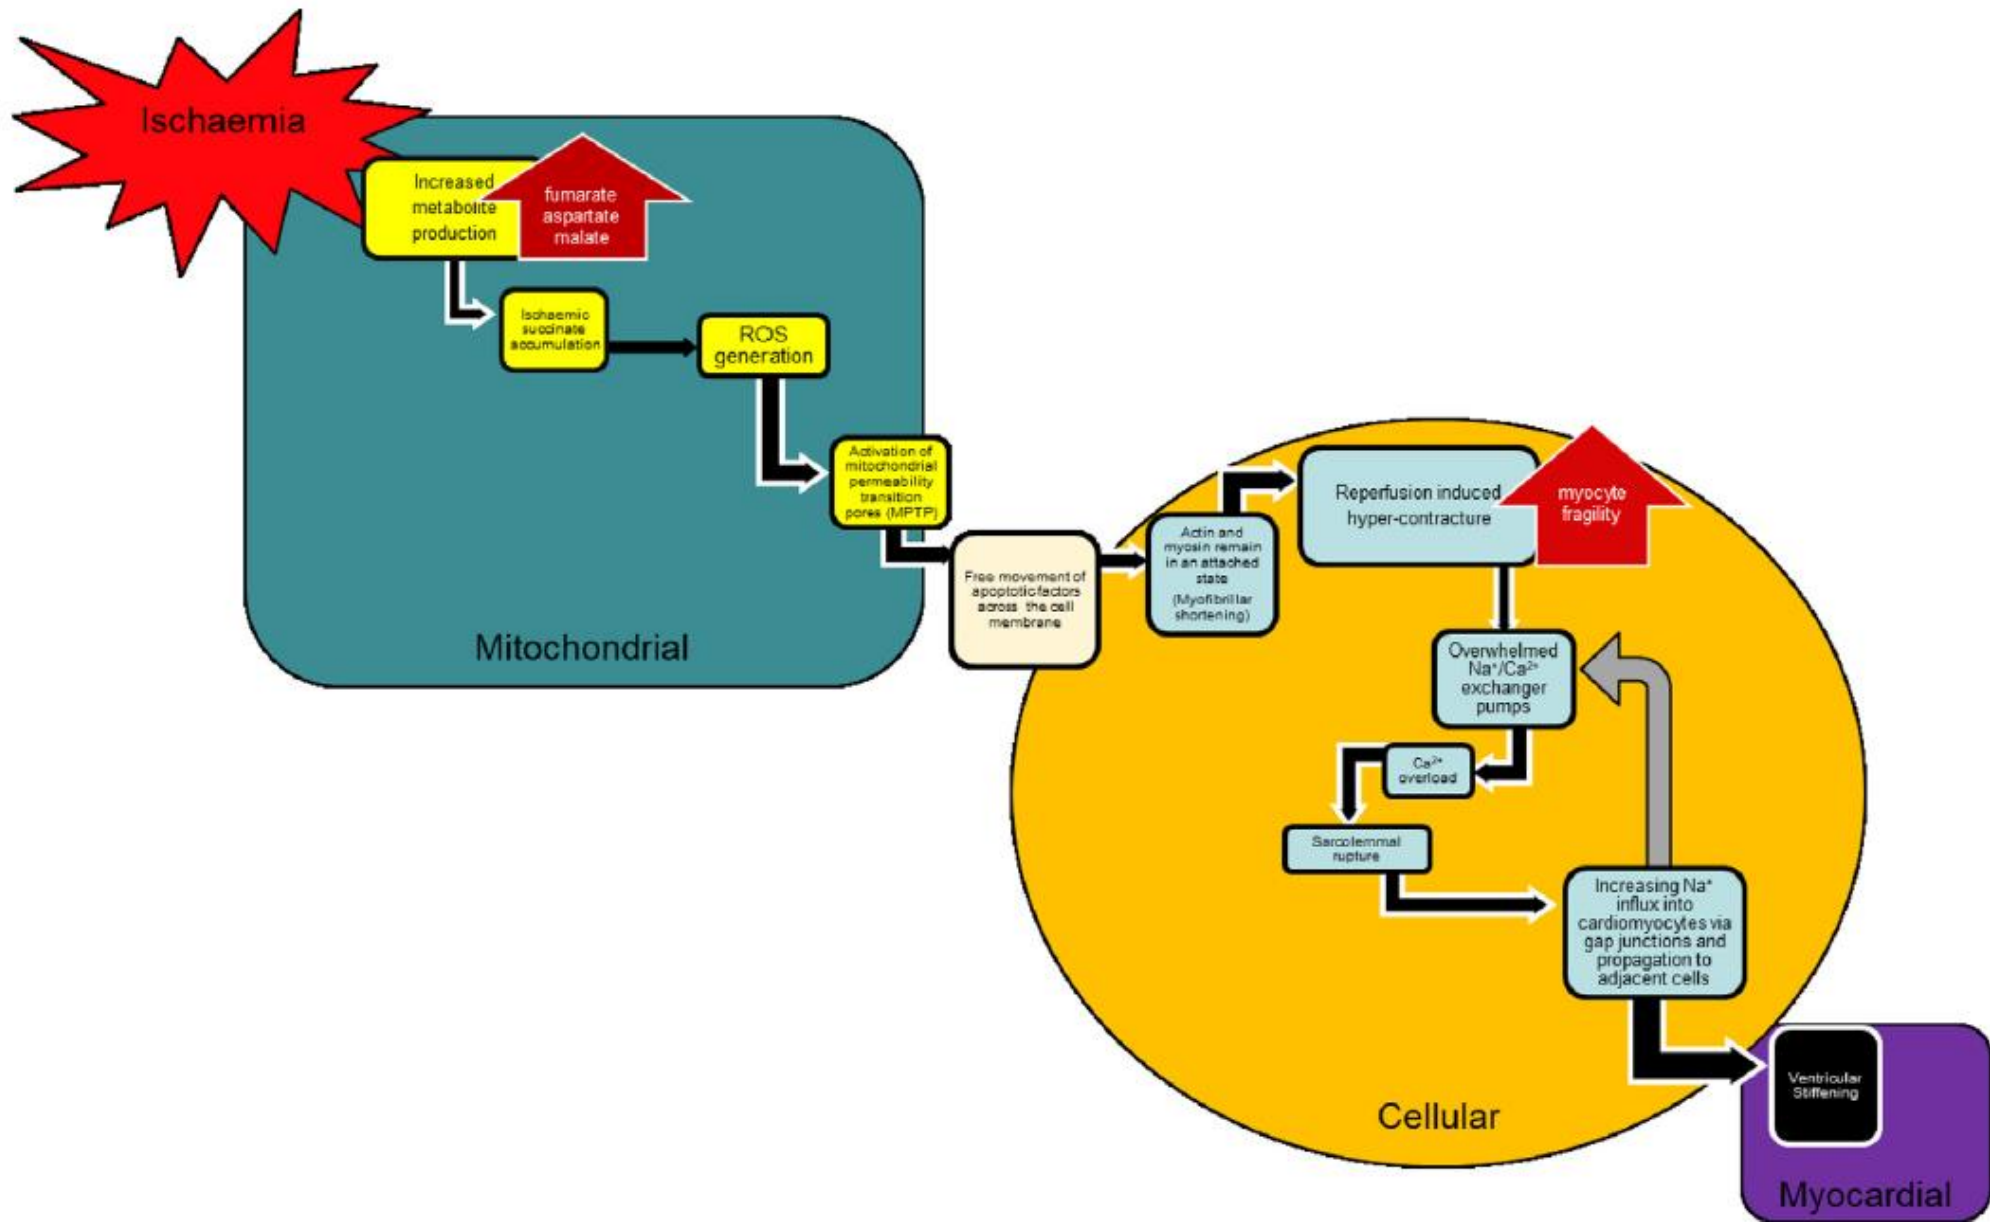 Ischaemia
Increased
metabolite
production
fumarate
aspartate
malate
Ischaemic
succinate
accumulation
ROS
generation
Activation of
mitochondrial
permeability
transition
pores (MPTP)
Mitochondrial
Free movement of
apoptotic factors
across the cell
membrane
Actin and
myosin remain
in an attached
state
(Myofibrillar
shortening)
Reperfusion induced
hyper-contracture
myocyte
fragility
Overwhelmed
Na⁺/Ca²⁺
exchanger
pumps
Ca²⁺
overload
Sarcolemmal
rupture
Increasing Na⁺
influx into
cardiomyocytes via
gap junctions and
propagation to
adjacent cells
Cellular
Ventricular
Stiffening
Myocardial